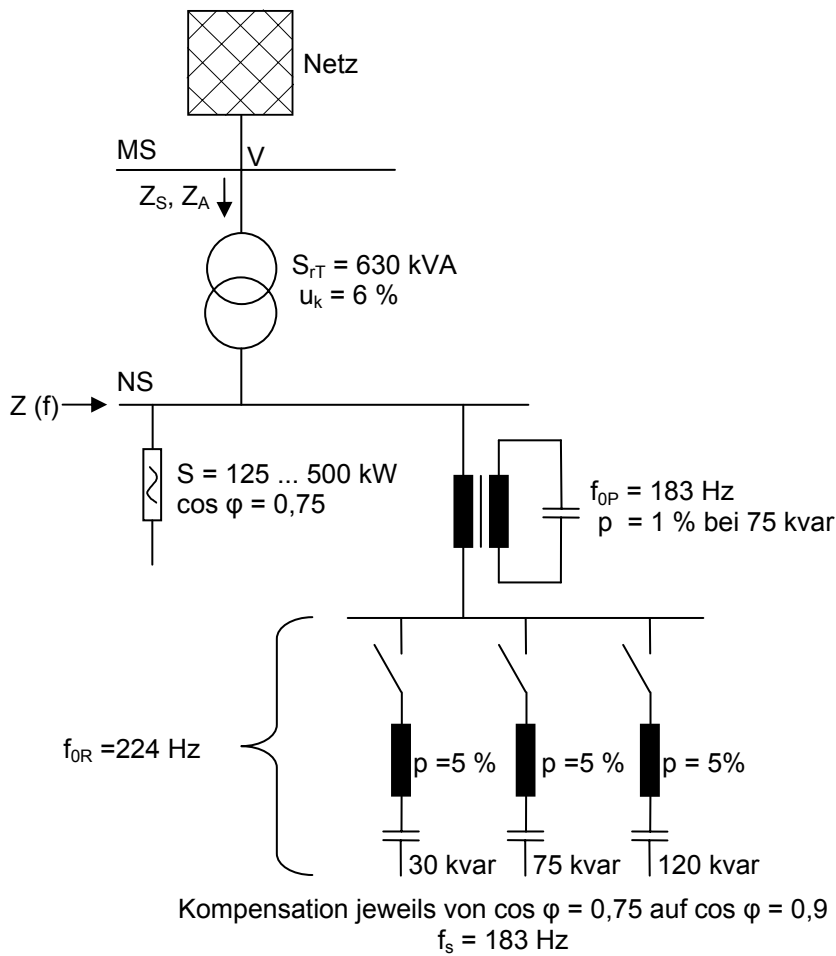 Netz
MS
V
Z_S, Z_A
S_rT = 630 kVA
u_k = 6 %
NS
Z (f)
S = 125 ... 500 kW
cos φ = 0,75
f_0P = 183 Hz
p = 1 % bei 75 kvar
f_0R =224 Hz
p =5 %
p =5 %
p = 5%
30 kvar
75 kvar
120 kvar
Kompensation jeweils von cos φ = 0,75 auf cos φ = 0,9
f_s = 183 Hz